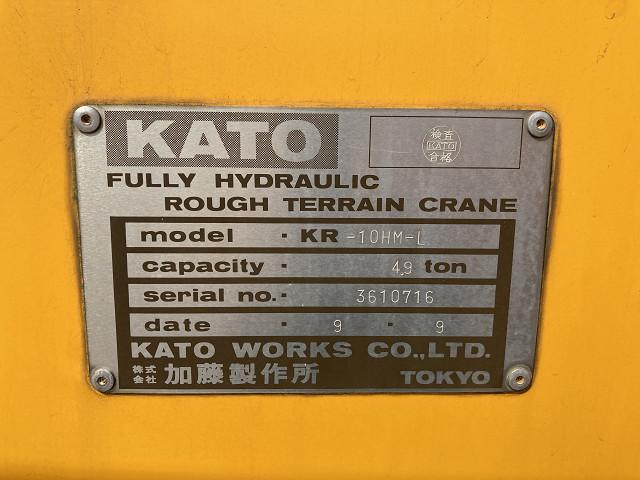 KATO
検査
KATO
合格
FULLY HYDRAULIC
ROUGH TERRAIN CRANE
model · KR -10HM-L
capacity · 4.9 ton
serial no. · 3610716
date · 9 · 9
KATO WORKS CO.,LTD.
株式会社 加藤製作所 TOKYO